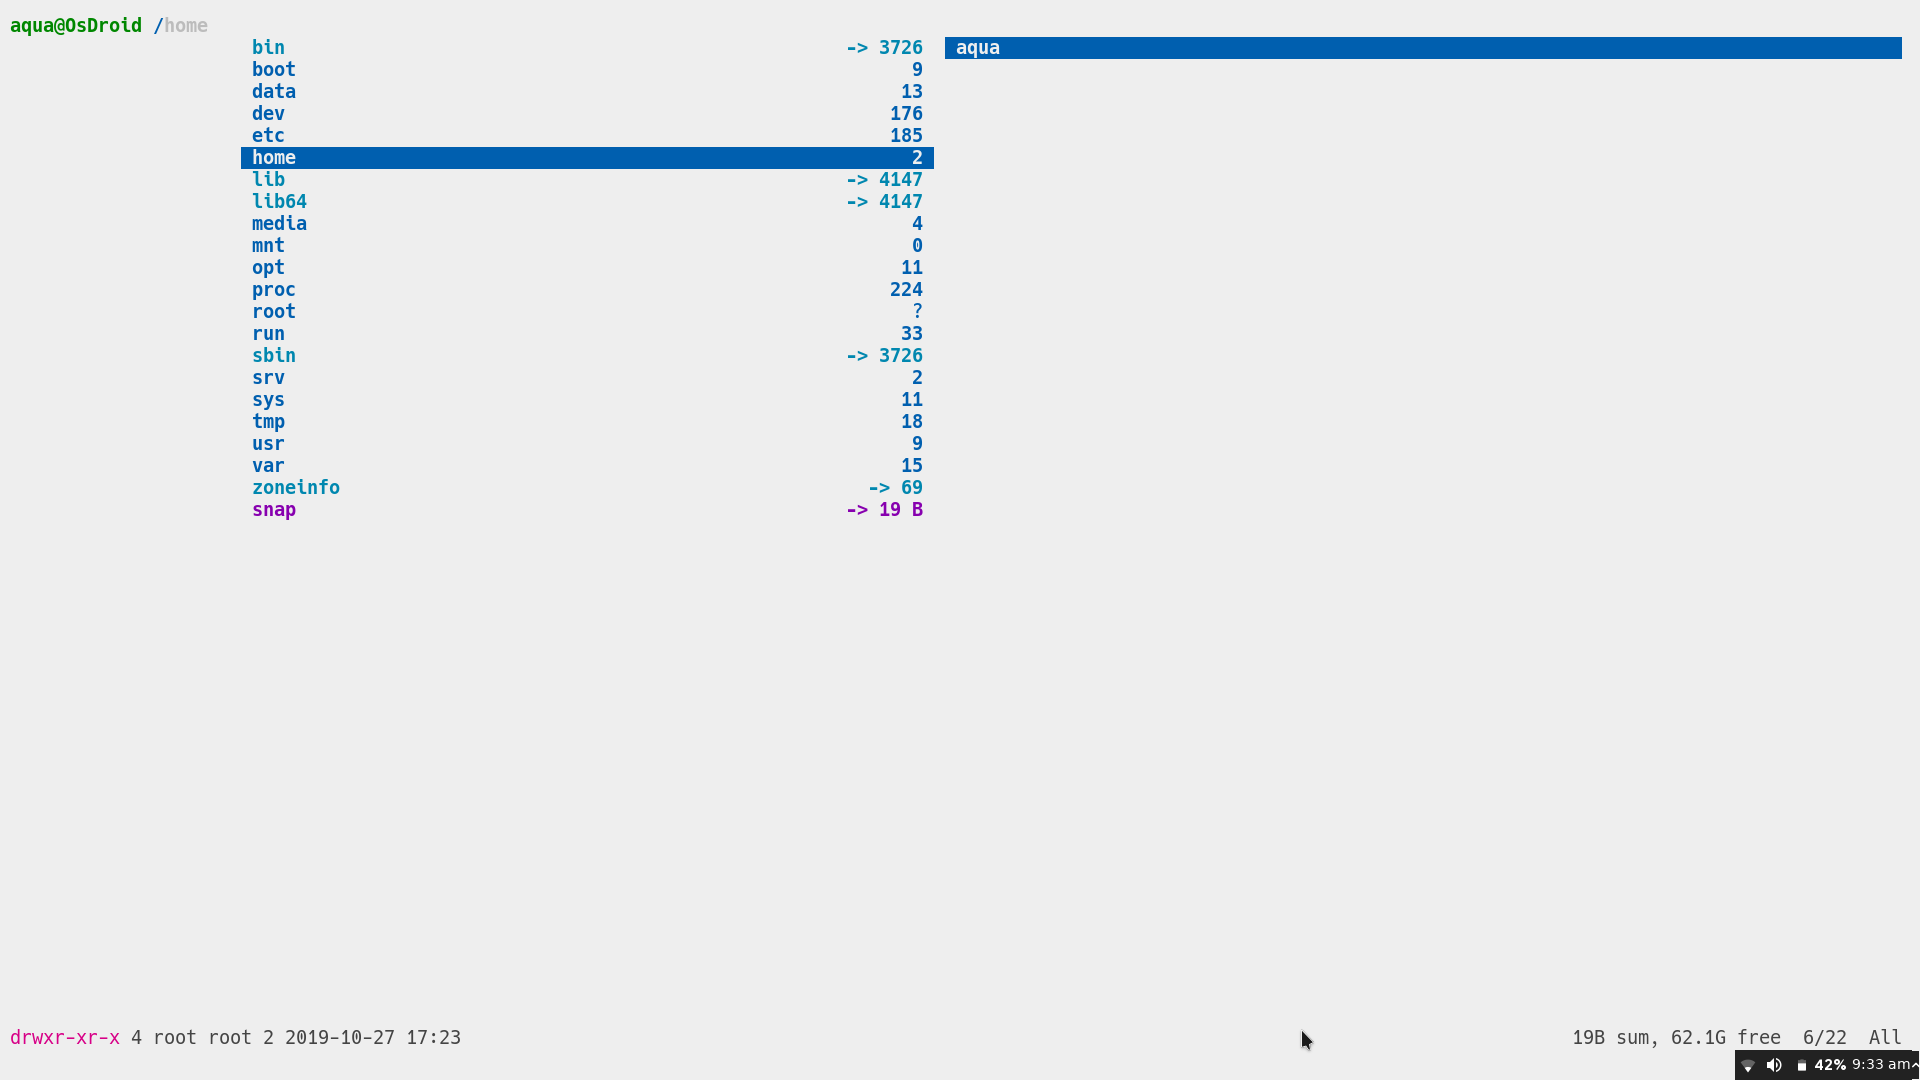 aqua@OsDroid /home
bin -> 3726
boot 9
data 13
dev 176
etc 185
home 2
lib -> 4147
lib64 -> 4147
media 4
mnt 0
opt 11
proc 224
root ?
run 33
sbin -> 3726
srv 2
sys 11
tmp 18
usr 9
var 15
zoneinfo -> 69
snap -> 19 B
aqua
drwxr-xr-x 4 root root 2 2019-10-27 17:23
19B sum, 62.1G free 6/22 All
42% 9:33 am